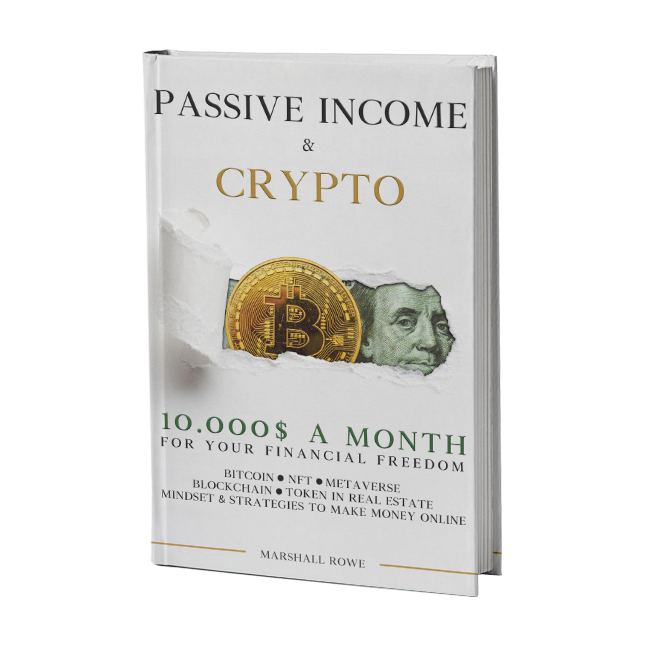 PASSIVE INCOME
&
CRYPTO
B
10.000$ A MONTH
FOR YOUR FINANCIAL FREEDOM
BITCOIN ● NFT ● METAVERSE
BLOCKCHAIN ● TOKEN IN REAL ESTATE
MINDSET & STRATEGIES TO MAKE MONEY ONLINE
MARSHALL ROWE